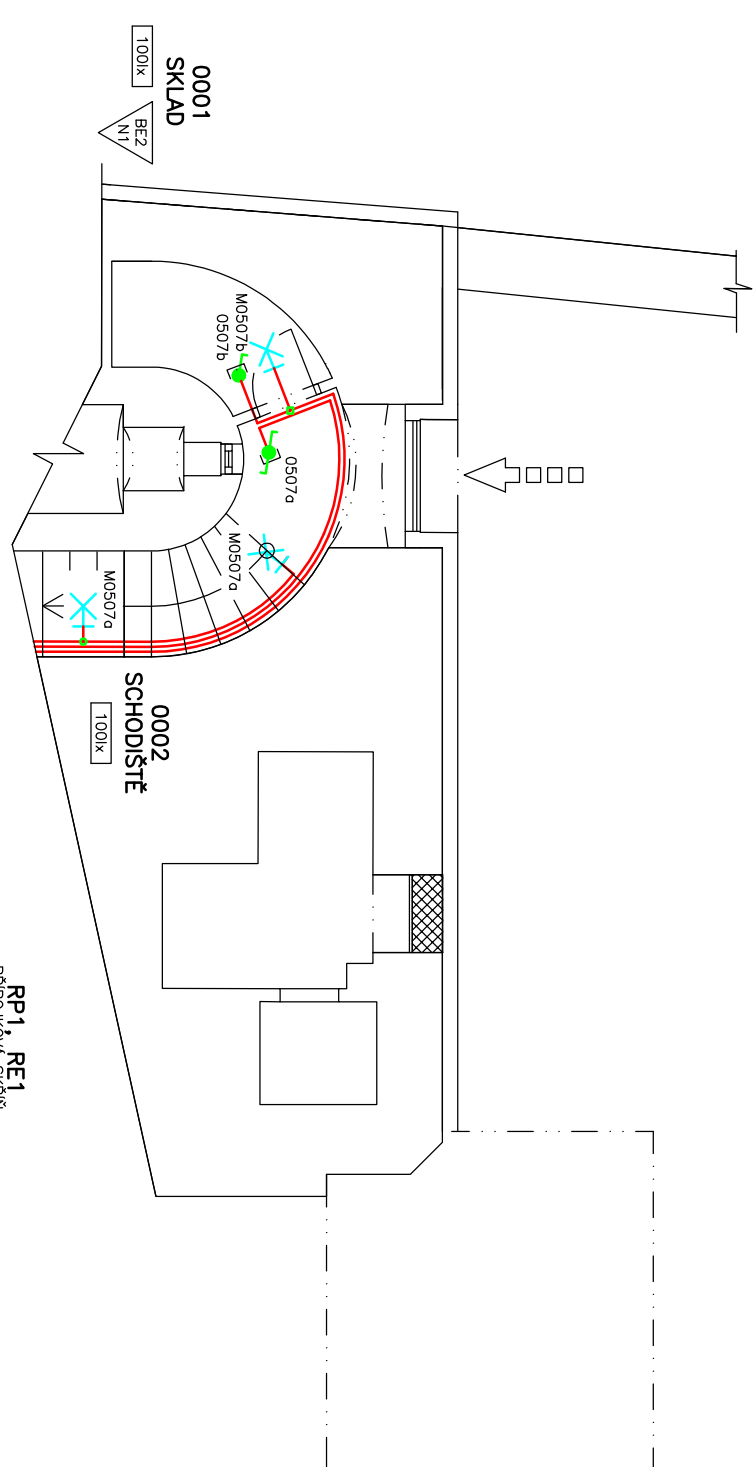 0001
SKLAD
100lx
BE2
N1
M0507b
0507b
0507a
M0507a
M0507a
0002
SCHODIŠTĚ
100lx
RP1, RE1